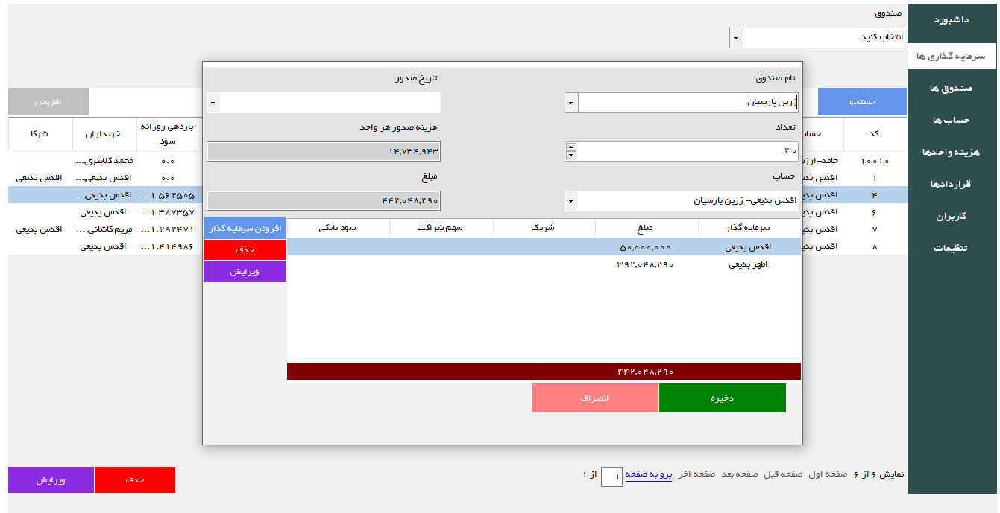 داشبورد
سرمایه گذاری ها
صندوق ها
حساب ها
هزینه واحدها
قراردادها
کاربران
تنظیمات
صندوق
انتخاب کنید
جستجو
افزودن
کد
حساب
خریداران
شرکا
بازدهی روزانه
سود
۱۰۰۱۰ حامد-ارزش ۰.۰ محمد کلانتری,...
۱ اقدس بدیعی ۰.۰ اقدس بدیعی,... اقدس بدیعی
۴ اقدس بدیعی ۱.۵۶۲۵۰۵... اقدس بدیعی,...
۶ اقدس بدیعی ۱.۳۸۷۳۵۷... اقدس بدیعی
۷ اقدس بدیعی ۱.۲۹۲۴۷۱... مریم کاشانی,... اقدس بدیعی
۸ اقدس بدیعی ۱.۴۱۴۹۸۶... اقدس بدیعی
نام صندوق
زرین پارسیان
تاریخ صدور
تعداد
۳۰
هزینه صدور هر واحد
۱۴,۷۳۴,۹۴۳
حساب
اقدس بدیعی- زرین پارسیان
مبلغ
۴۴۲,۰۴۸,۲۹۰
سرمایه گذار مبلغ شریک سهم شراکت سود بانکی
اقدس بدیعی ۵۰,۰۰۰,۰۰۰
اطهر بدیعی ۳۹۲,۰۴۸,۲۹۰
۴۴۲,۰۴۸,۲۹۰
افزودن سرمایه گذار
حذف
ویرایش
ذخیره
انصراف
نمایش ۶ از ۶ صفحه اول صفحه قبل صفحه بعد صفحه اخر برو به صفحه ۱ از ۱
حذف
ویرایش